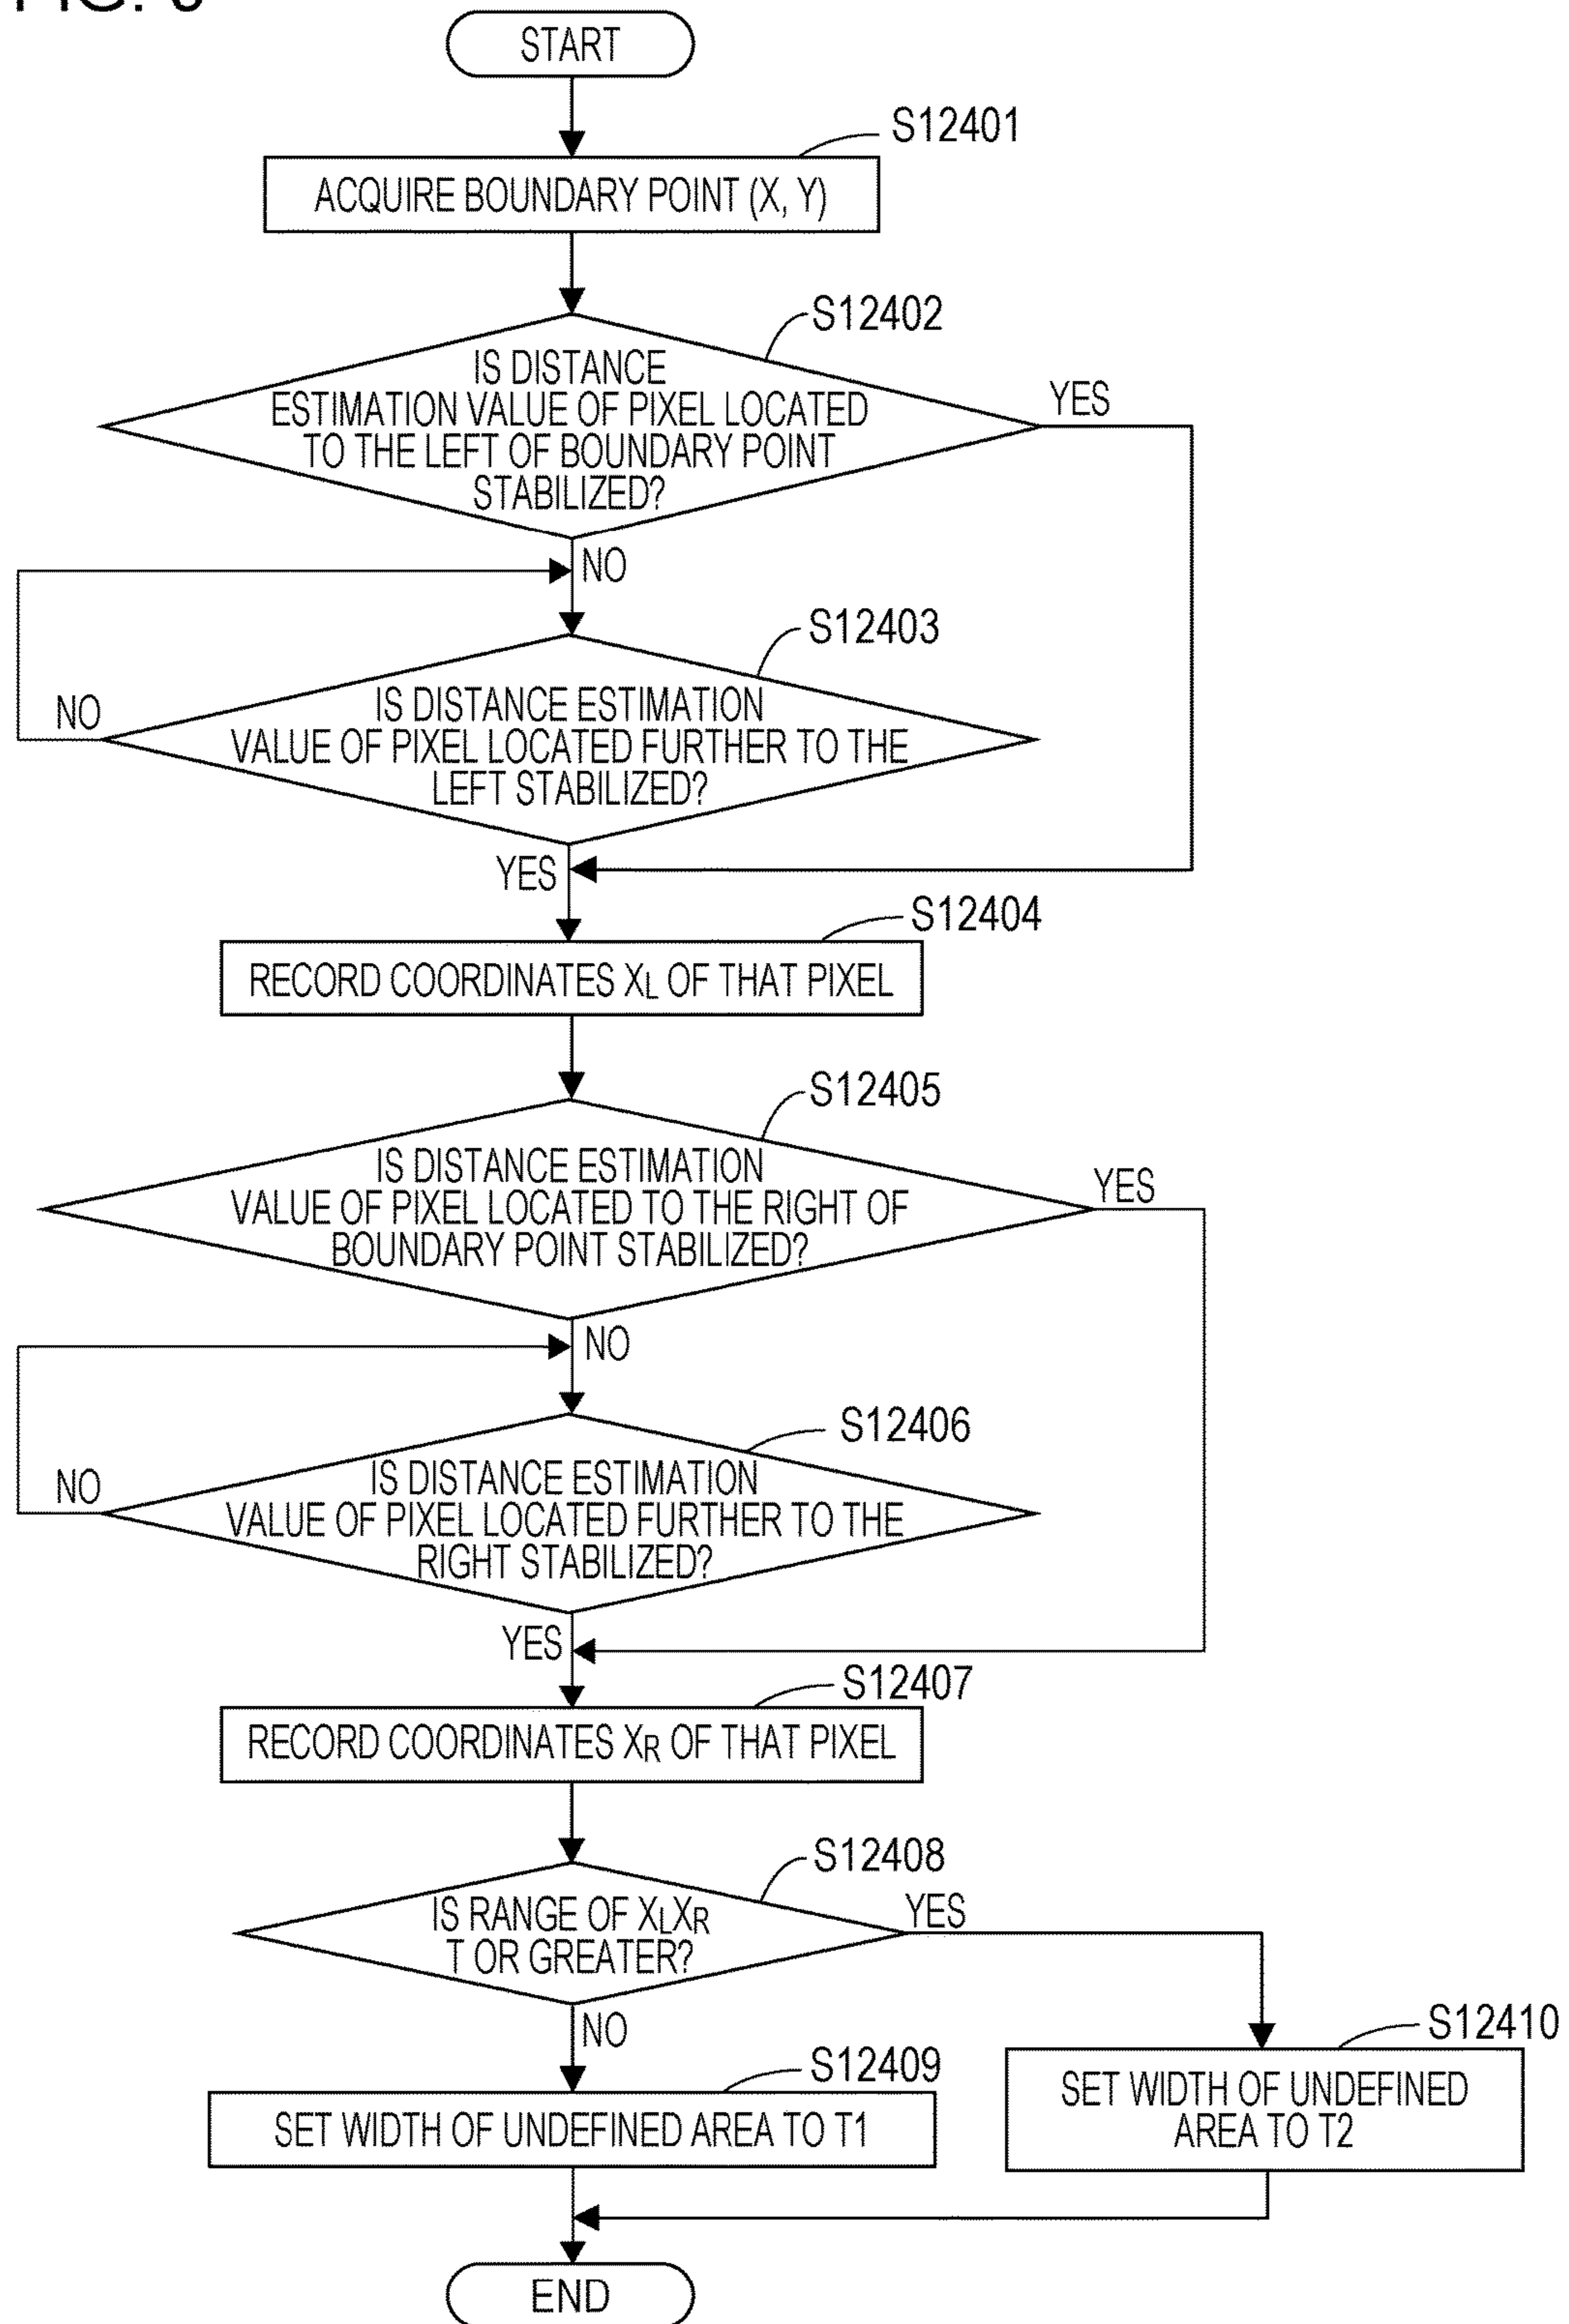 START
S12401
ACQUIRE BOUNDARY POINT (X, Y)
S12402
IS DISTANCE
ESTIMATION VALUE OF PIXEL LOCATED
TO THE LEFT OF BOUNDARY POINT
STABILIZED?
YES
NO
S12403
IS DISTANCE ESTIMATION
VALUE OF PIXEL LOCATED FURTHER TO THE
LEFT STABILIZED?
NO
YES
S12404
RECORD COORDINATES XL OF THAT PIXEL
S12405
IS DISTANCE ESTIMATION
VALUE OF PIXEL LOCATED TO THE RIGHT OF
BOUNDARY POINT STABILIZED?
YES
NO
S12406
IS DISTANCE ESTIMATION
VALUE OF PIXEL LOCATED FURTHER TO THE
RIGHT STABILIZED?
NO
YES
S12407
RECORD COORDINATES XR OF THAT PIXEL
S12408
IS RANGE OF XLXR
T OR GREATER?
YES
NO
S12409
SET WIDTH OF UNDEFINED AREA TO T1
S12410
SET WIDTH OF UNDEFINED
AREA TO T2
END